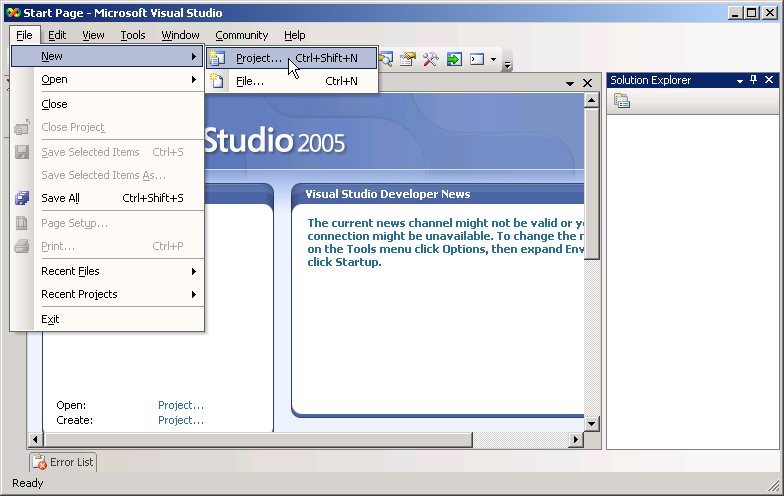 Start Page - Microsoft Visual Studio
File Edit View Tools Window Community Help
New
Project... Ctrl+Shift+N
File... Ctrl+N
Open
Close
Close Project
Save Selected Items Ctrl+S
Save Selected Items As...
Save All Ctrl+Shift+S
Page Setup...
Print... Ctrl+P
Recent Files
Recent Projects
Exit
Studio 2005
Visual Studio Developer News
The current news channel might not be valid or
connection might be unavailable. To change the
on the Tools menu click Options, then expand
click Startup.
Open: Project...
Create: Project...
Solution Explorer
Error List
Ready